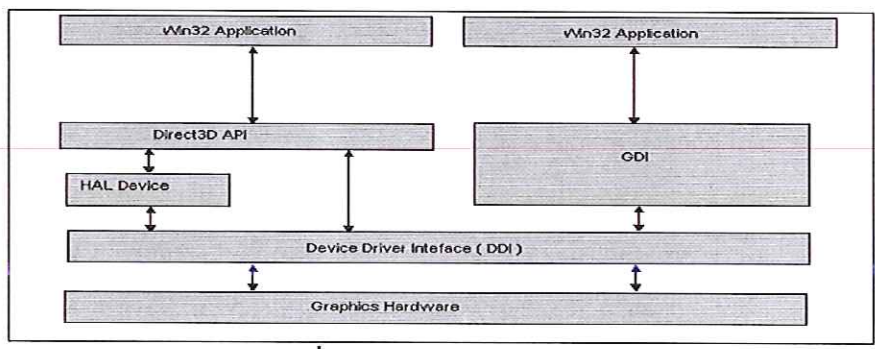 Win32 Application
Win32 Application
Direct3D API
GDI
HAL Device
Device Driver Inteface ( DDI )
Graphics Hardware